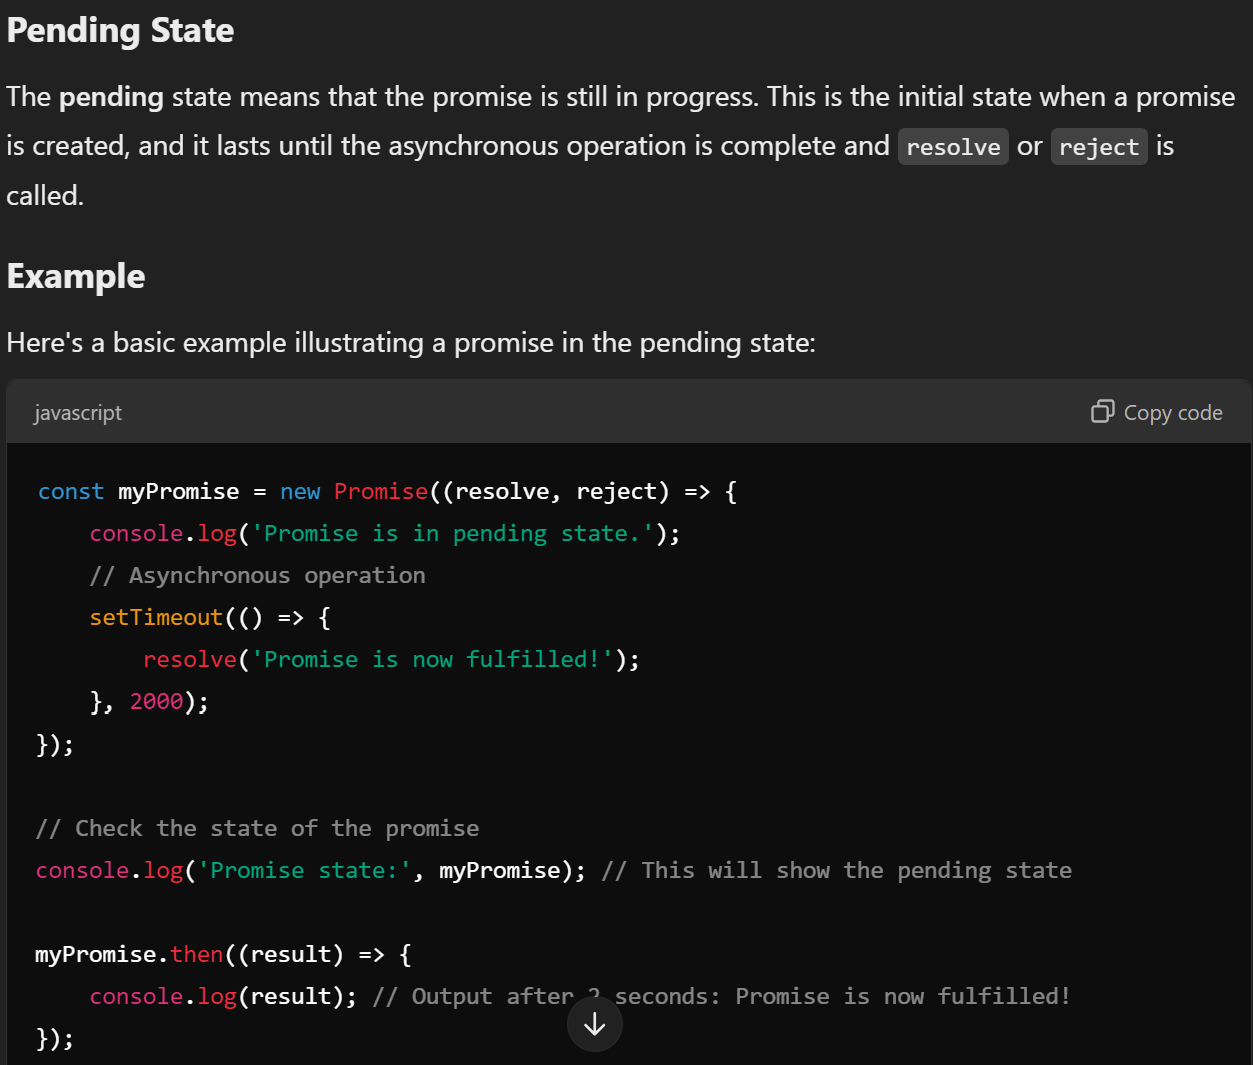 Pending State
The pending state means that the promise is still in progress. This is the initial state when a promise
is created, and it lasts until the asynchronous operation is complete and resolve or reject is
called.
Example
Here's a basic example illustrating a promise in the pending state:
javascript
Copy code
const myPromise = new Promise((resolve, reject) => {
    console.log('Promise is in pending state.');
    // Asynchronous operation
    setTimeout(() => {
        resolve('Promise is now fulfilled!');
    }, 2000);
});
// Check the state of the promise
console.log('Promise state:', myPromise); // This will show the pending state
myPromise.then((result) => {
    console.log(result); // Output after 2 seconds: Promise is now fulfilled!
});